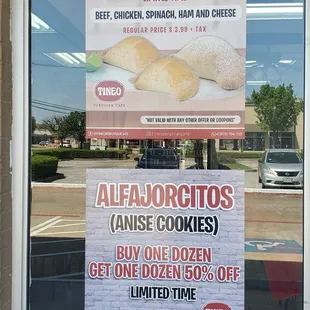 BEEF, CHICKEN, SPINACH, HAM AND CHEESE
REGULAR PRICE $ 3.99 + TAX
TINEO
*NOT VALID WITH ANY OTHER OFFER OR COUPONS*
ALFAJORCITOS
(ANISE COOKIES)
BUY ONE DOZEN
GET ONE DOZEN 50% OFF
LIMITED TIME
TINEO